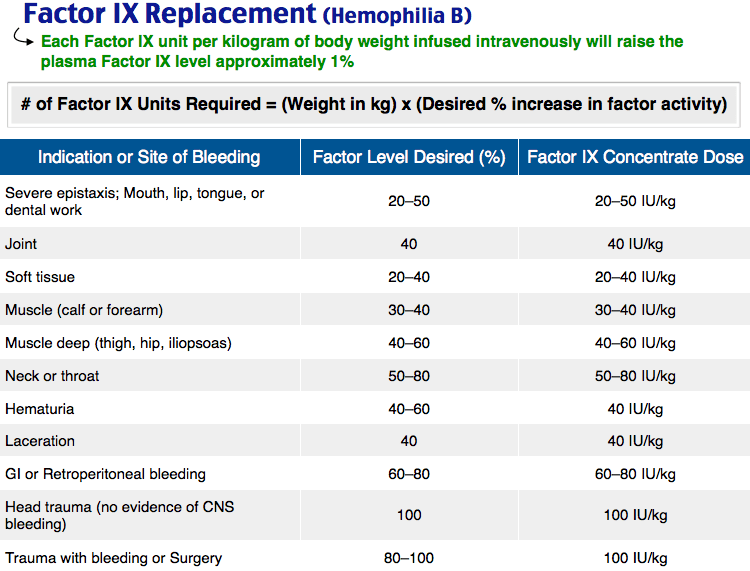 Factor IX Replacement (Hemophilia B)
Each Factor IX unit per kilogram of body weight infused intravenously will raise the
plasma Factor IX level approximately 1%
# of Factor IX Units Required = (Weight in kg) x (Desired % increase in factor activity)
Indication or Site of Bleeding Factor Level Desired (%) Factor IX Concentrate Dose
Severe epistaxis; Mouth, lip, tongue, or
dental work 20–50 20–50 IU/kg
Joint 40 40 IU/kg
Soft tissue 20–40 20–40 IU/kg
Muscle (calf or forearm) 30–40 30–40 IU/kg
Muscle deep (thigh, hip, iliopsoas) 40–60 40–60 IU/kg
Neck or throat 50–80 50–80 IU/kg
Hematuria 40–60 40 IU/kg
Laceration 40 40 IU/kg
GI or Retroperitoneal bleeding 60–80 60–80 IU/kg
Head trauma (no evidence of CNS
bleeding) 100 100 IU/kg
Trauma with bleeding or Surgery 80–100 100 IU/kg